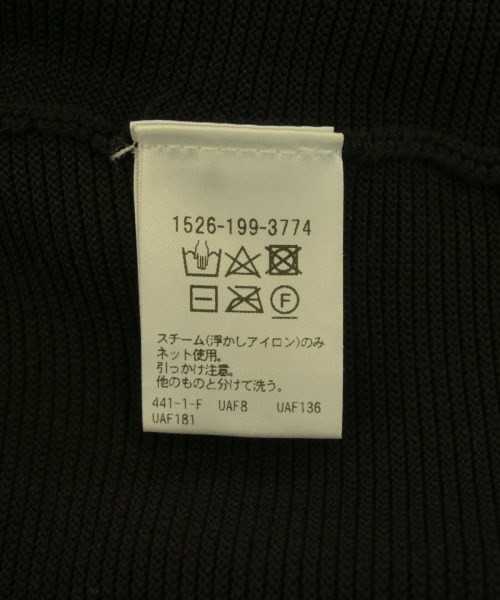 1526-199-3774
F
スチーム(浮かしアイロン)のみ
ネット使用。
引っかけ注意。
他のものと分けて洗う。
441-1-F UAF8 UAF136
UAF181